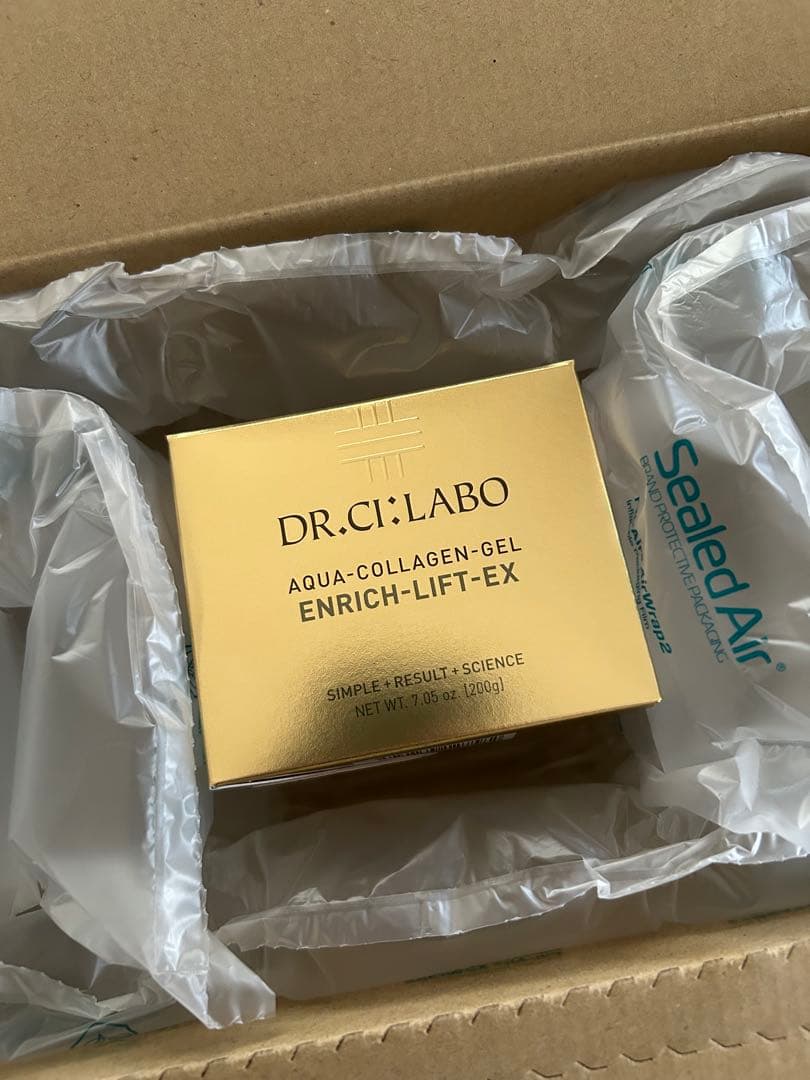 DR.CI:LABO
AQUA-COLLAGEN-GEL
ENRICH-LIFT-EX
SIMPLE+RESULT+SCIENCE
NET WT. 7.05 oz. [200g]
Sealed Air®
BRAND PROTECTIVE PACKAGING
AirWrap2